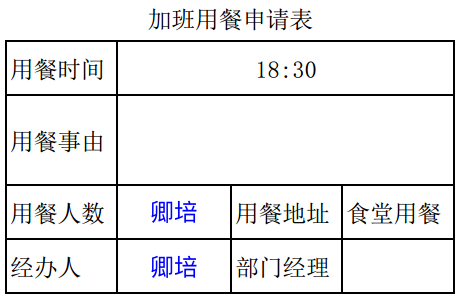 加班用餐申请表
用餐时间 18:30
用餐事由
用餐人数 卿培 用餐地址 食堂用餐
经办人 卿培 部门经理